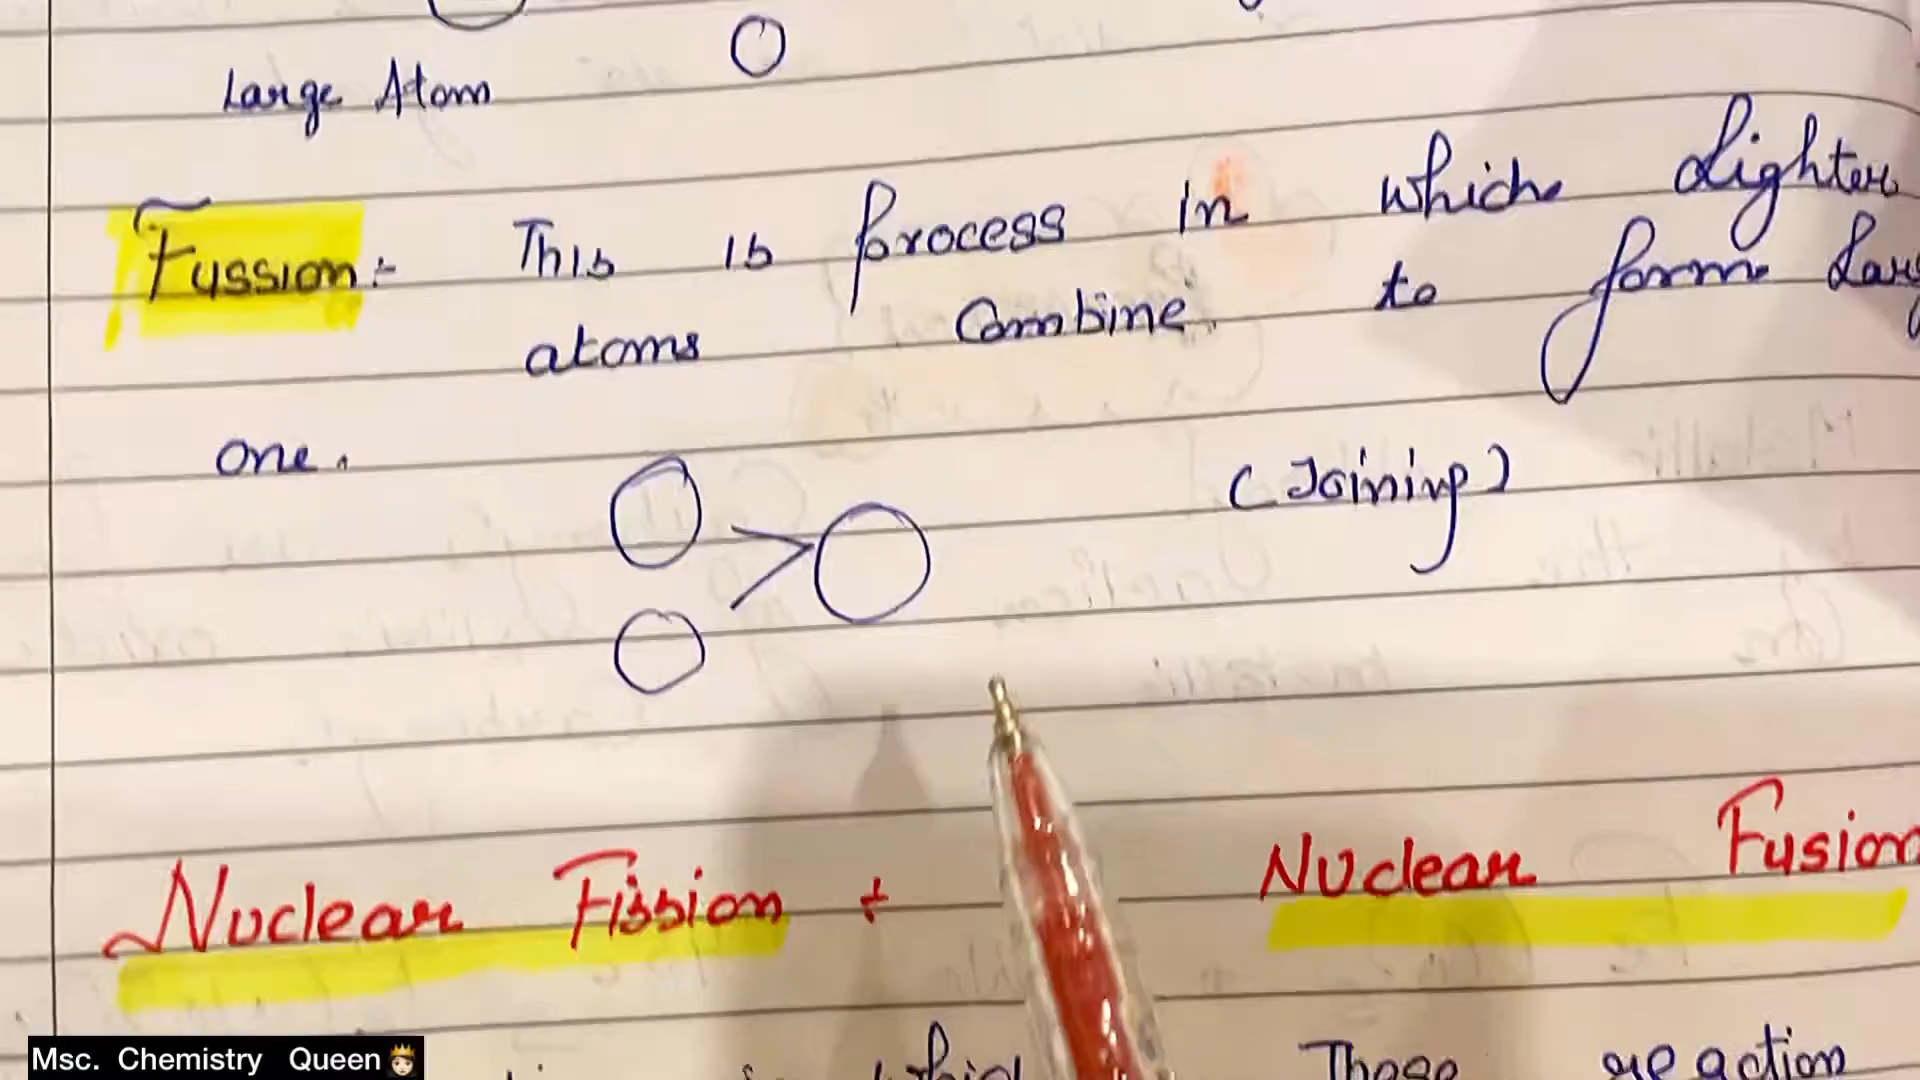 Large Atom
Fussion:- This is process in which Lighter
atoms Combine to form
one.
(Joining)
Nuclear Fission + Nuclear Fusion
which These reaction
Msc. Chemistry Queen